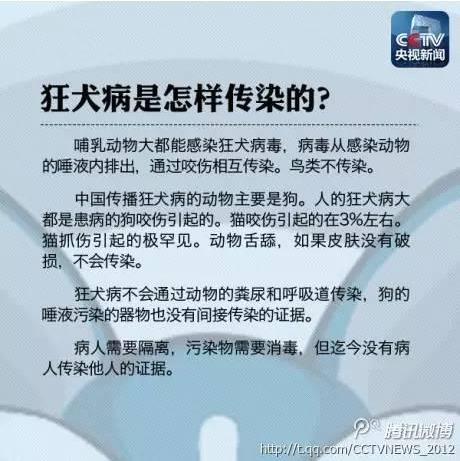 CCTV
央视新闻
狂犬病是怎样传染的?
哺乳动物大都能感染狂犬病毒，病毒从感染动物
的唾液内排出，通过咬伤相互传染。鸟类不传染。
中国传播狂犬病的动物主要是狗。人的狂犬病大
都是患病的狗咬伤引起的。猫咬伤引起的在3%左右。
猫抓伤引起的极罕见。动物舌舔，如果皮肤没有破
损，不会传染。
狂犬病不会通过动物的粪尿和呼吸道传染，狗的
唾液污染的器物也没有间接传染的证据。
病人需要隔离，污染物需要消毒，但迄今没有病
人传染他人的证据。
腾讯微博
http://t.qq.com/CCTVNEWS_2012